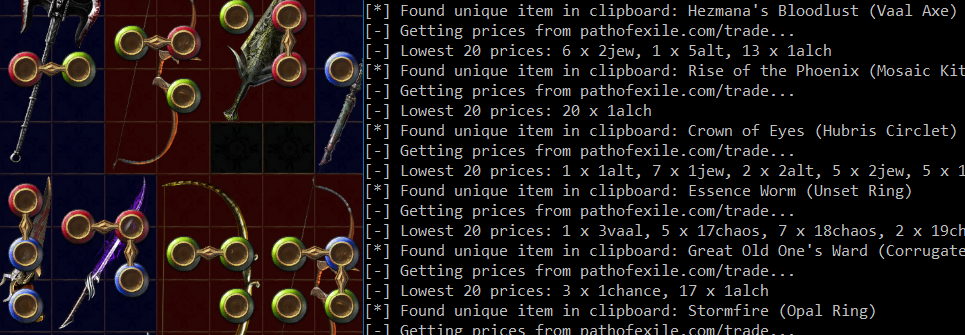 [*] Found unique item in clipboard: Hezmana's Bloodlust (Vaal Axe)
[-] Getting prices from pathofexile.com/trade...
[-] Lowest 20 prices: 6 x 2jew, 1 x 5alt, 13 x 1alch
[*] Found unique item in clipboard: Rise of the Phoenix (Mosaic Kit
[-] Getting prices from pathofexile.com/trade...
[-] Lowest 20 prices: 20 x 1alch
[*] Found unique item in clipboard: Crown of Eyes (Hubris Circlet)
[-] Getting prices from pathofexile.com/trade...
[-] Lowest 20 prices: 1 x 1alt, 7 x 1jew, 2 x 2alt, 5 x 2jew, 5 x 1
[*] Found unique item in clipboard: Essence Worm (Unset Ring)
[-] Getting prices from pathofexile.com/trade...
[-] Lowest 20 prices: 1 x 3vaal, 5 x 17chaos, 7 x 18chaos, 2 x 19ch
[*] Found unique item in clipboard: Great Old One's Ward (Corrugate
[-] Getting prices from pathofexile.com/trade...
[-] Lowest 20 prices: 3 x 1chance, 17 x 1alch
[*] Found unique item in clipboard: Stormfire (Opal Ring)
[-] Getting prices from pathofexile.com/trade...